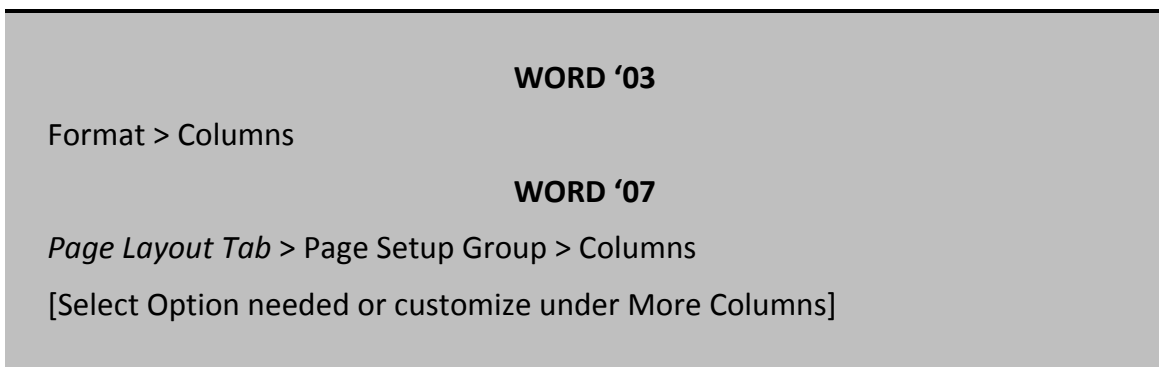 WORD ‘03
Format > Columns
WORD ‘07
Page Layout Tab > Page Setup Group > Columns
[Select Option needed or customize under More Columns]